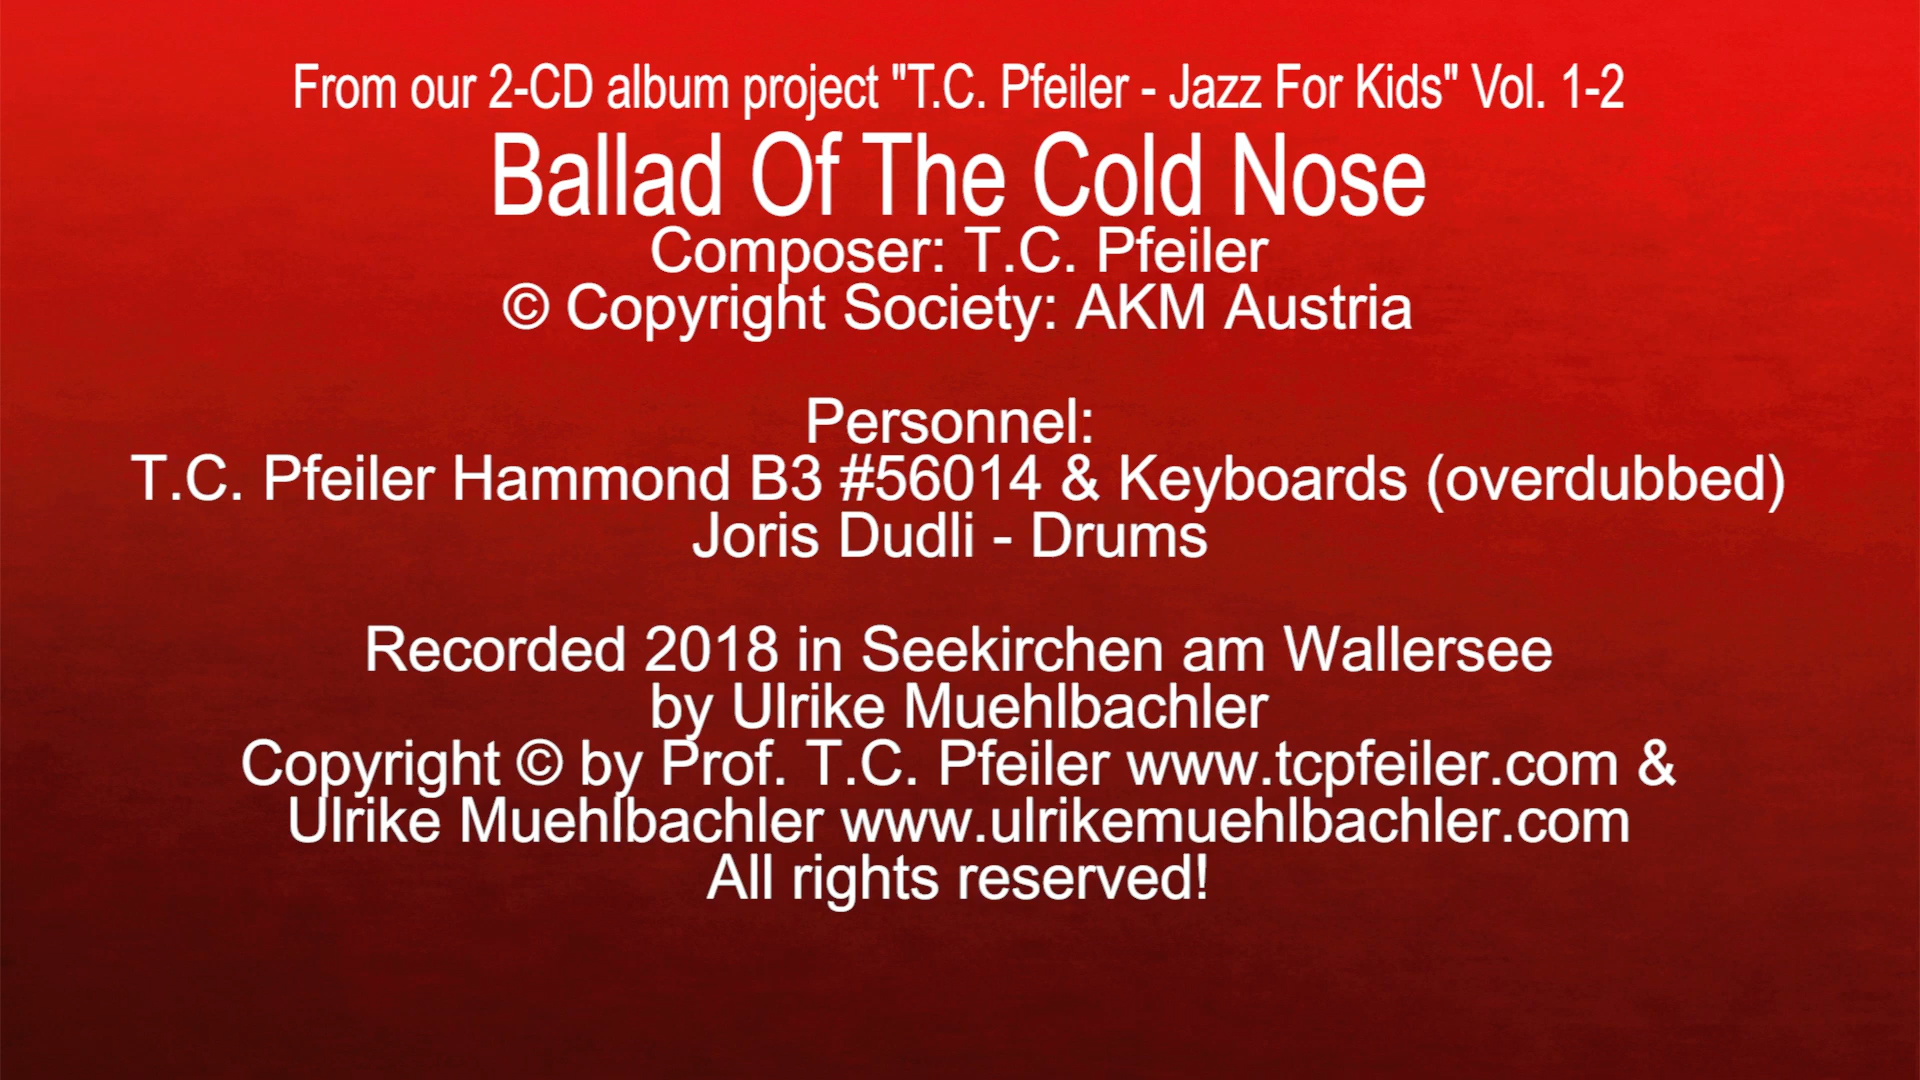 From our 2-CD album project "T.C. Pfeiler - Jazz For Kids" Vol. 1-2
Ballad Of The Cold Nose
Composer: T.C. Pfeiler
© Copyright Society: AKM Austria
Personnel:
T.C. Pfeiler Hammond B3 #56014 & Keyboards (overdubbed)
Joris Dudli - Drums
Recorded 2018 in Seekirchen am Wallersee
by Ulrike Muehlbachler
Copyright © by Prof. T.C. Pfeiler www.tcpfeiler.com &
Ulrike Muehlbachler www.ulrikemuehlbachler.com
All rights reserved!